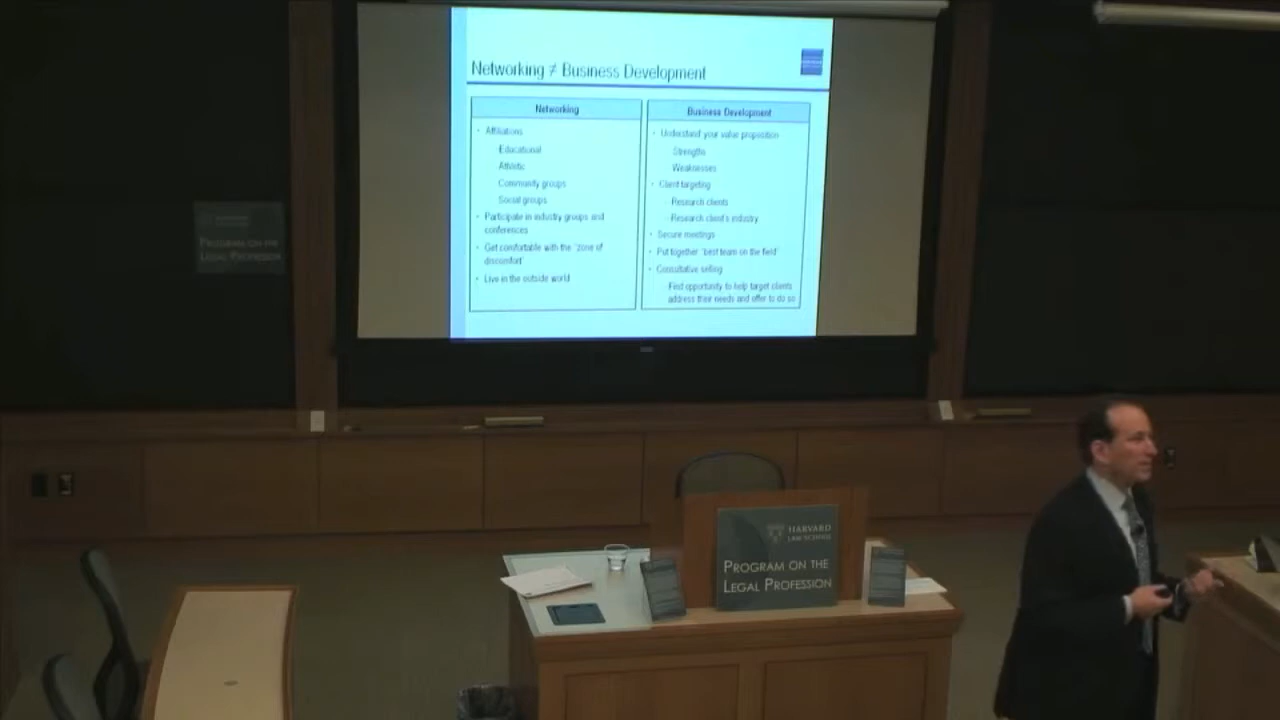 Networking ≠ Business Development
Networking
· Affiliations
Educational
Athletic
Community groups
Social groups
· Participate in industry groups and
conferences
· Get comfortable with the "zone of
discomfort"
· Live in the outside world
Business Development
· Understand your value proposition
Strengths
Weaknesses
· Client targeting
- Research clients
- Research client's industry
· Secure meetings
· Put together "best team on the field"
· Consultative selling
Find opportunity to help target clients
address their needs and offer to do so
PROGRAM ON THE
LEGAL PROFESSION
HARVARD
LAW SCHOOL
PROGRAM ON THE
LEGAL PROFESSION